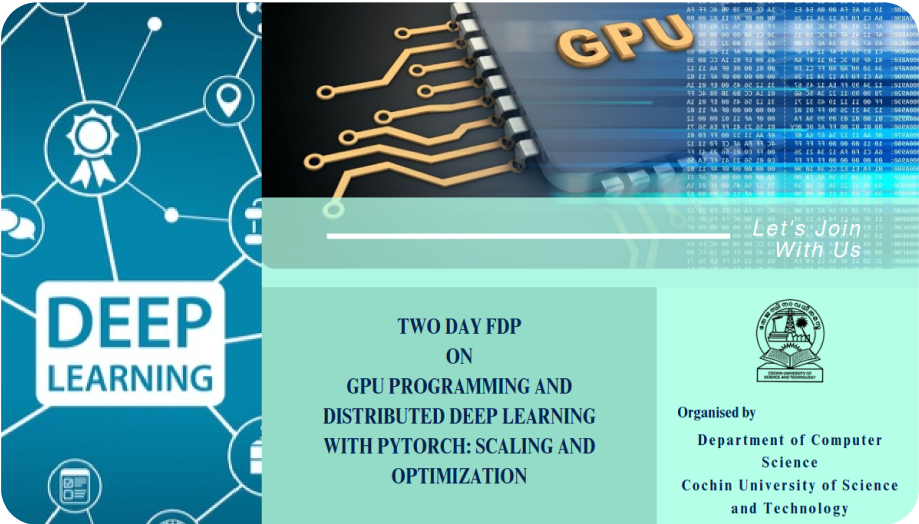 GPU
Let's Join
With Us
DEEP
LEARNING
TWO DAY FDP
ON
GPU PROGRAMMING AND
DISTRIBUTED DEEP LEARNING
WITH PYTORCH: SCALING AND
OPTIMIZATION
COCHIN UNIVERSITY OF
SCIENCE AND TECHNOLOGY
Organised by
Department of Computer
Science
Cochin University of Science
and Technology